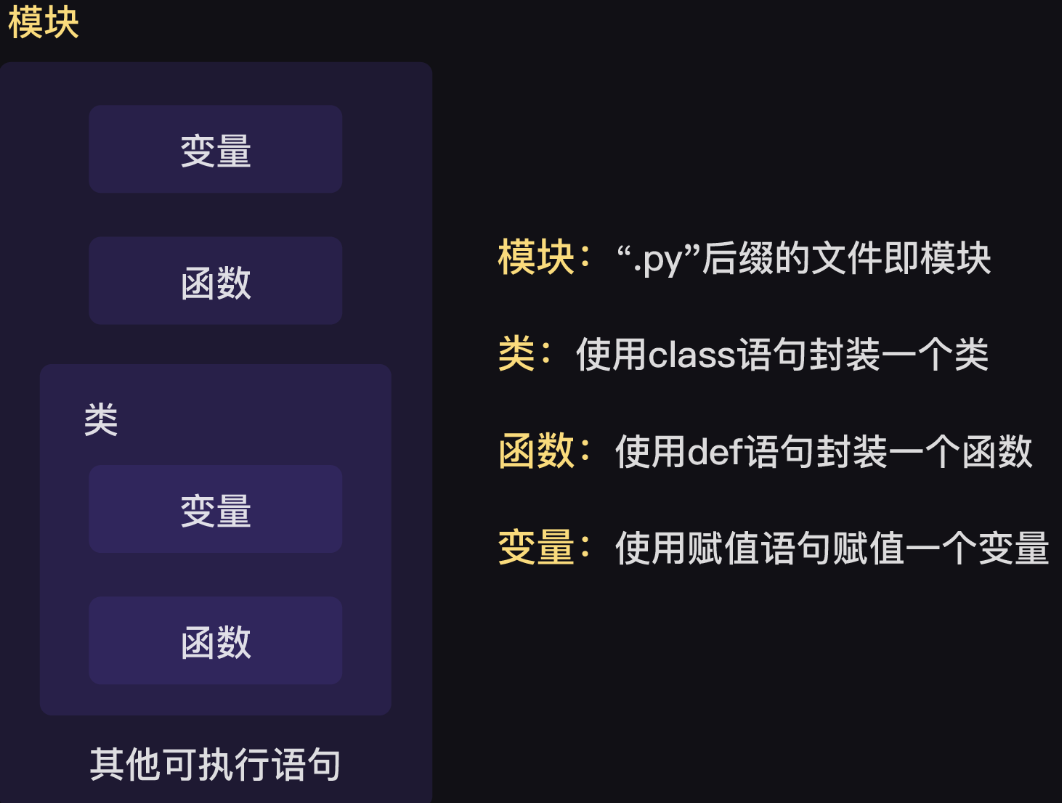 模块
变量
函数
类
变量
函数
其他可执行语句
模块：“.py”后缀的文件即模块
类：使用class语句封装一个类
函数：使用def语句封装一个函数
变量：使用赋值语句赋值一个变量